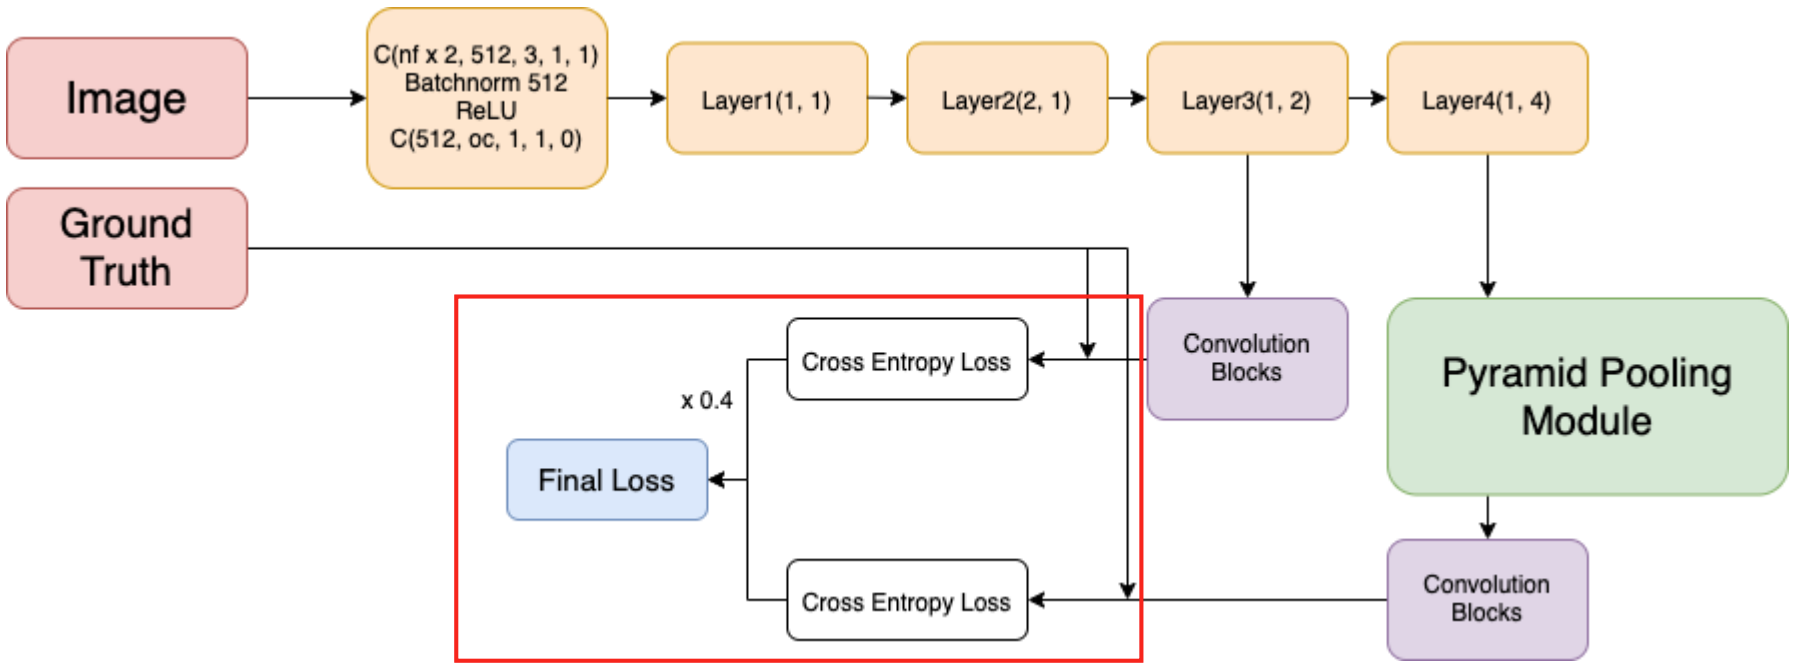 Image
C(nf x 2, 512, 3, 1, 1)
Batchnorm 512
ReLU
C(512, oc, 1, 1, 0)
Layer1(1, 1)
Layer2(2, 1)
Layer3(1, 2)
Layer4(1, 4)
Ground
Truth
Cross Entropy Loss
Convolution
Blocks
Pyramid Pooling
Module
x 0.4
Final Loss
Cross Entropy Loss
Convolution
Blocks